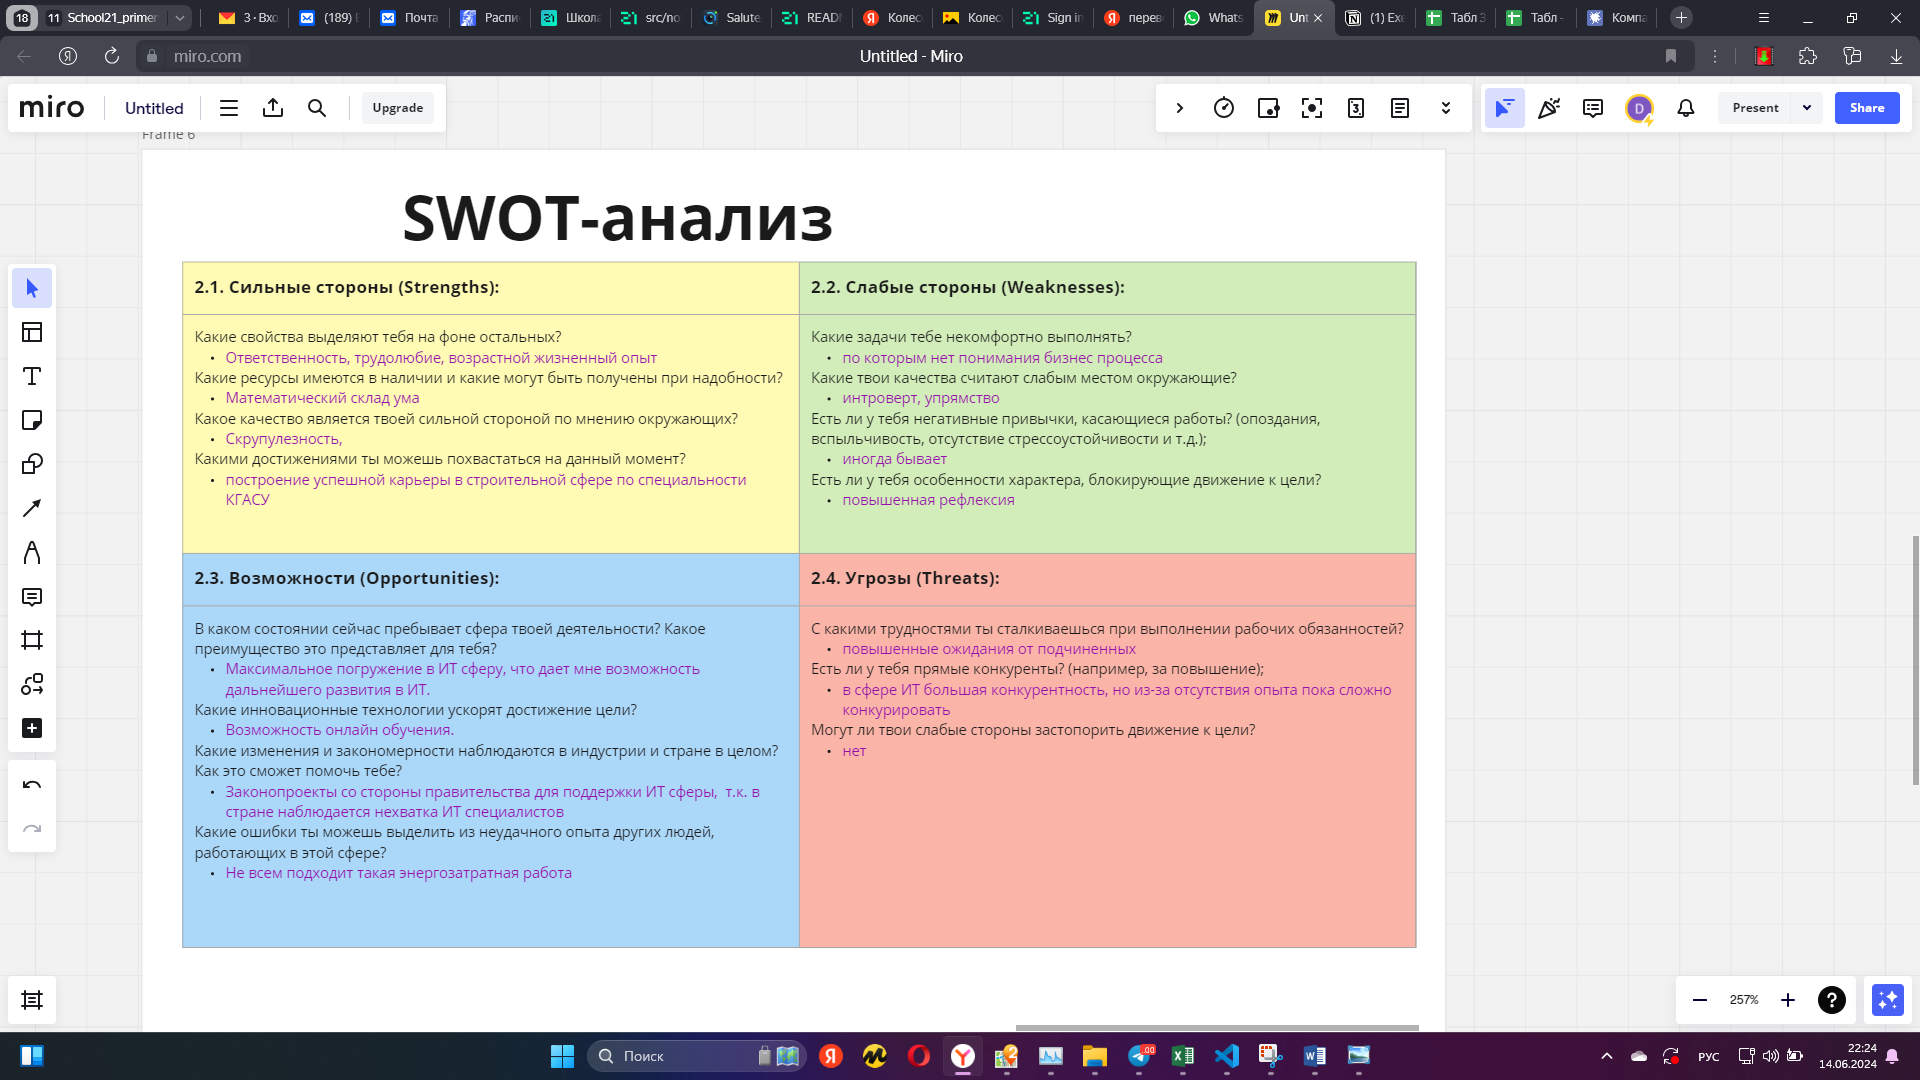 18
11 School21_primer
3 · Вхо
(189)
Почта
Распи
Школа
src/no
Salute.
READI
Колес
Колес
Sign in
перев
Whats
Unt
(1) Exe
Табл 3
Табл -
Компа
miro.com
Untitled - Miro
miro
Untitled
Upgrade
3
D
Present
Share
Frame 6
SWOT-анализ
2.1. Сильные стороны (Strengths):
Какие свойства выделяют тебя на фоне остальных?
• Ответственность, трудолюбие, возрастной жизненный опыт
Какие ресурсы имеются в наличии и какие могут быть получены при надобности?
• Математический склад ума
Какое качество является твоей сильной стороной по мнению окружающих?
• Скрупулезность,
Какими достижениями ты можешь похвастаться на данный момент?
• построение успешной карьеры в строительной сфере по специальности
КГАСУ
2.2. Слабые стороны (Weaknesses):
Какие задачи тебе некомфортно выполнять?
• по которым нет понимания бизнес процесса
Какие твои качества считают слабым местом окружающие?
• интроверт, упрямство
Есть ли у тебя негативные привычки, касающиеся работы? (опоздания,
вспыльчивость, отсутствие стрессоустойчивости и т.д.);
• иногда бывает
Есть ли у тебя особенности характера, блокирующие движение к цели?
• повышенная рефлексия
2.3. Возможности (Opportunities):
В каком состоянии сейчас пребывает сфера твоей деятельности? Какое
преимущество это представляет для тебя?
• Максимальное погружение в ИТ сферу, что дает мне возможность
дальнейшего развития в ИТ.
Какие инновационные технологии ускорят достижение цели?
• Возможность онлайн обучения.
Какие изменения и закономерности наблюдаются в индустрии и стране в целом?
Как это сможет помочь тебе?
• Законопроекты со стороны правительства для поддержки ИТ сферы, т.к. в
стране наблюдается нехватка ИТ специалистов
Какие ошибки ты можешь выделить из неудачного опыта других людей,
работающих в этой сфере?
• Не всем подходит такая энергозатратная работа
2.4. Угрозы (Threats):
С какими трудностями ты сталкиваешься при выполнении рабочих обязанностей?
• повышенные ожидания от подчиненных
Есть ли у тебя прямые конкуренты? (например, за повышение);
• в сфере ИТ большая конкурентность, но из-за отсутствия опыта пока сложно
конкурировать
Могут ли твои слабые стороны застопорить движение к цели?
• нет
257%
Поиск
РУС
22:24
14.06.2024